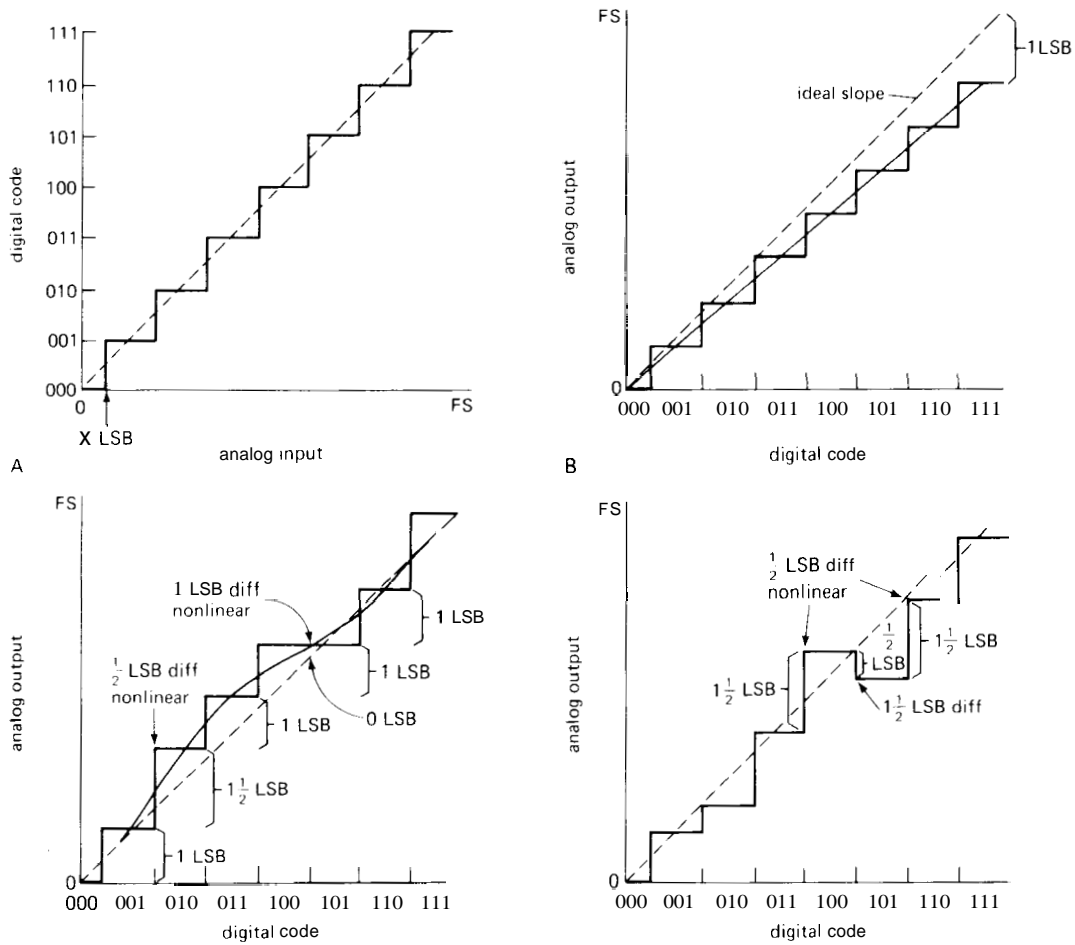 111
110
101
100
011
010
001
000
digital code
0
FS
X LSB
analog input
A
FS
1 LSB
ideal slope
analog output
0
000 001 010 011 100 101 110 111
digital code
B
FS
1 LSB diff
nonlinear
1/2 LSB diff
nonlinear
1 LSB
1 LSB
0 LSB
1 LSB
1 1/2 LSB
1 LSB
analog output
0
000 001 010 011 100 101 110 111
digital code
FS
1/2 LSB diff
nonlinear
1/2
LSB
1 1/2 LSB
1 1/2 LSB
1 1/2 LSB diff
analog output
0
000 001 010 011 100 101 110 111
digital code